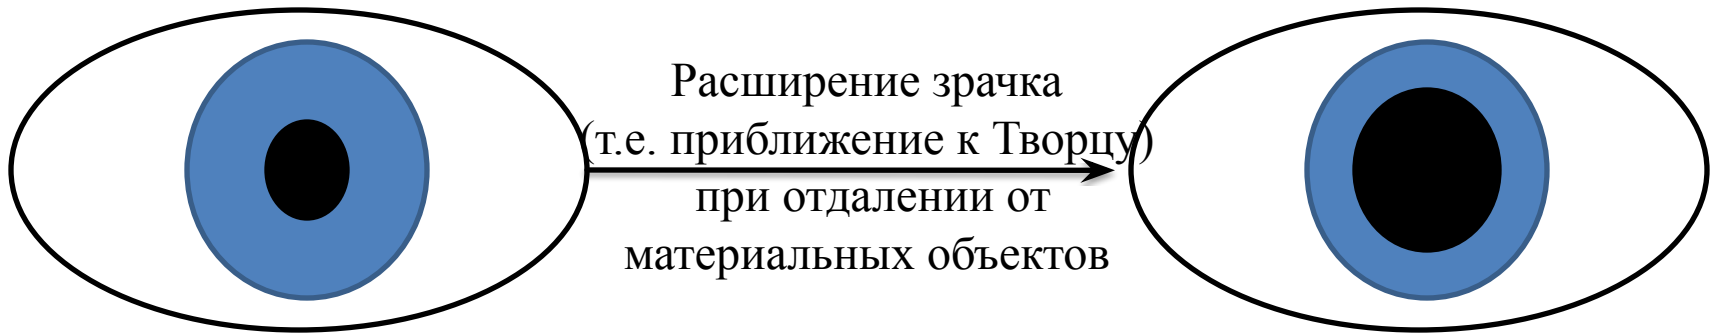 Расширение зрачка
(т.е. приближение к Творцу)
при отдалении от
материальных объектов